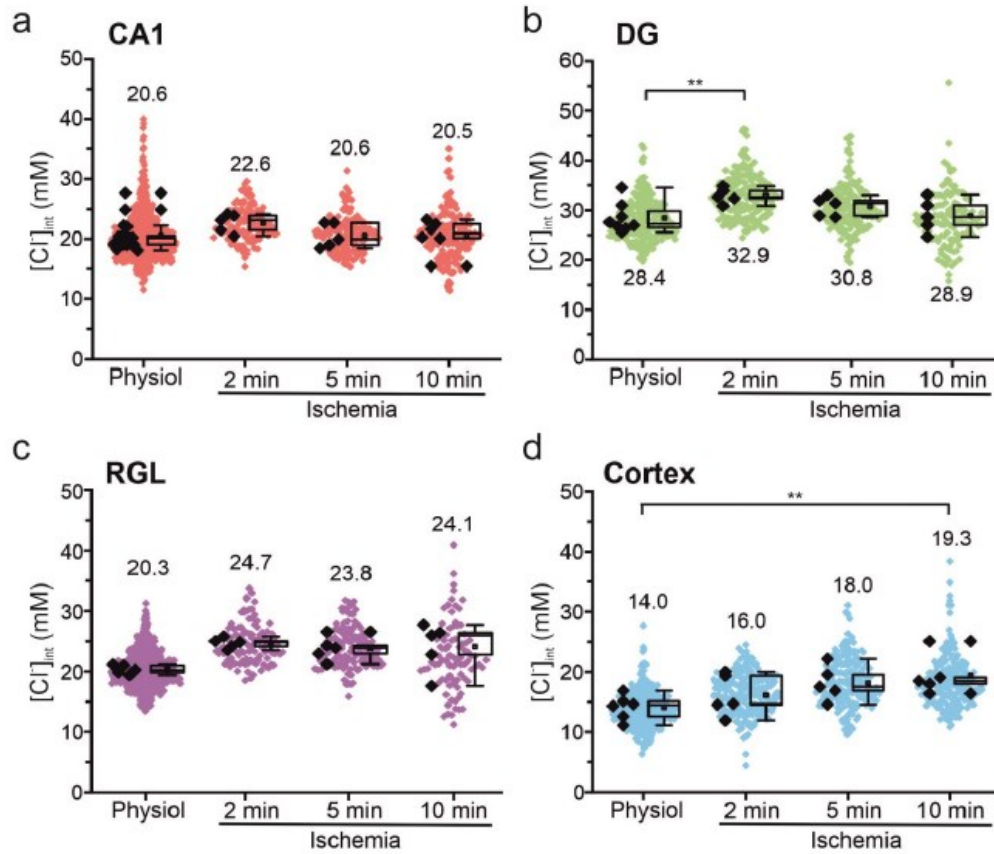 a CA1
50
40
30
20
10
0
[Cl⁻]int (mM)
20.6
22.6
20.6
20.5
Physiol 2 min 5 min 10 min
Ischemia
b DG
60
50
40
30
20
10
0
[Cl⁻]int (mM)
**
28.4
32.9
30.8
28.9
Physiol 2 min 5 min 10 min
Ischemia
c RGL
50
40
30
20
10
0
[Cl⁻]int (mM)
20.3
24.7
23.8
24.1
Physiol 2 min 5 min 10 min
Ischemia
d Cortex
50
40
30
20
10
0
[Cl⁻]int (mM)
**
14.0
16.0
18.0
19.3
Physiol 2 min 5 min 10 min
Ischemia